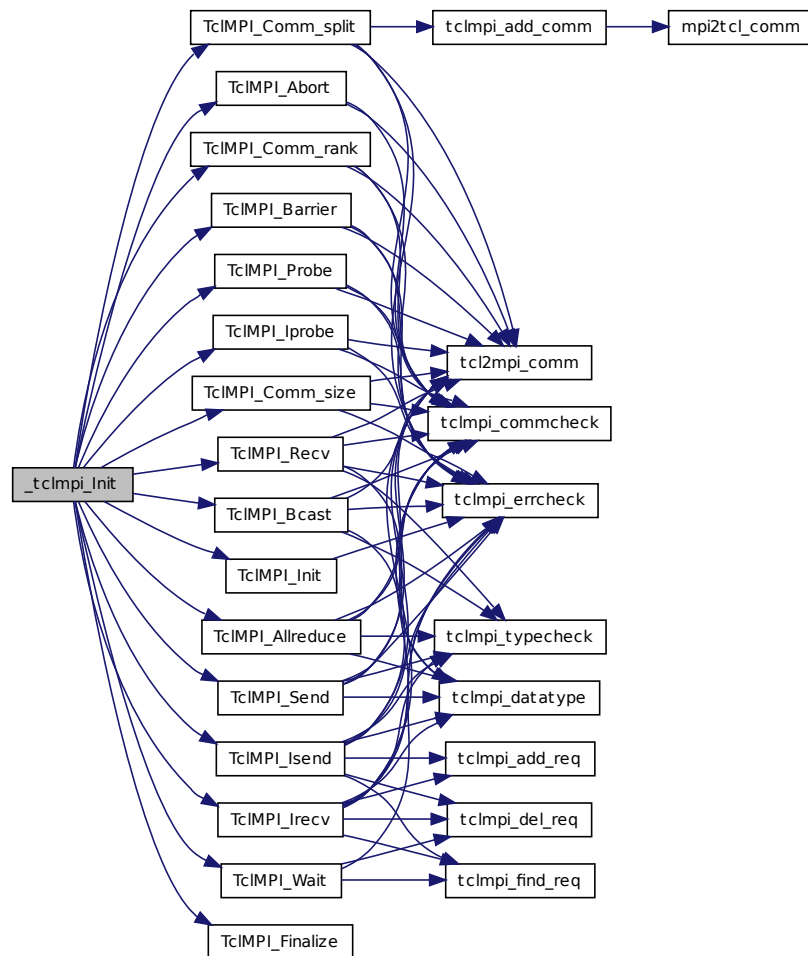 TclMPI_Comm_split
tclmpi_add_comm
mpi2tcl_comm
TclMPI_Abort
TclMPI_Comm_rank
TclMPI_Barrier
TclMPI_Probe
TclMPI_Iprobe
tcl2mpi_comm
TclMPI_Comm_size
tclmpi_commcheck
TclMPI_Recv
_tclmpi_Init
tclmpi_errcheck
TclMPI_Bcast
TclMPI_Init
TclMPI_Allreduce
tclmpi_typecheck
TclMPI_Send
tclmpi_datatype
TclMPI_Isend
tclmpi_add_req
TclMPI_Irecv
tclmpi_del_req
TclMPI_Wait
tclmpi_find_req
TclMPI_Finalize